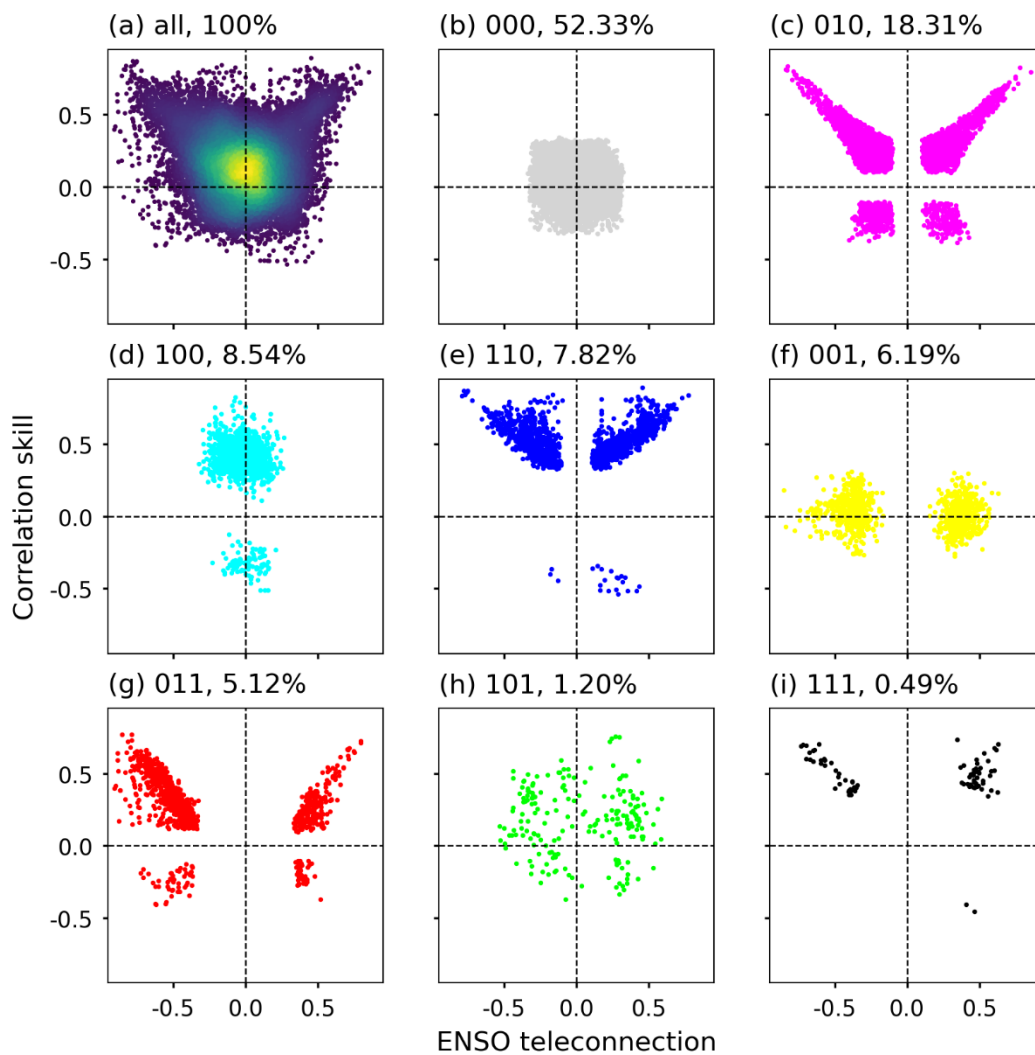 (a) all, 100%
(b) 000, 52.33%
(c) 010, 18.31%
0.5
0.0
-0.5
(d) 100, 8.54%
(e) 110, 7.82%
(f) 001, 6.19%
Correlation skill
0.5
0.0
-0.5
(g) 011, 5.12%
(h) 101, 1.20%
(i) 111, 0.49%
0.5
0.0
-0.5
-0.5 0.0 0.5
-0.5 0.0 0.5
-0.5 0.0 0.5
ENSO teleconnection